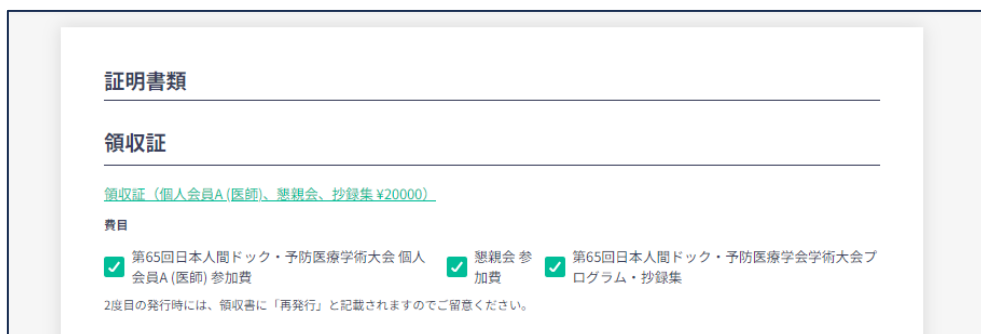 証明書類
領収証
領収証（個人会員A (医師)、懇親会、抄録集 ¥20000）
費目
第65回日本人間ドック・予防医療学術大会 個人
会員A (医師) 参加費
懇親会 参
加費
第65回日本人間ドック・予防医療学会学術大会プ
ログラム・抄録集
2度目の発行時には、領収書に「再発行」と記載されますのでご留意ください。